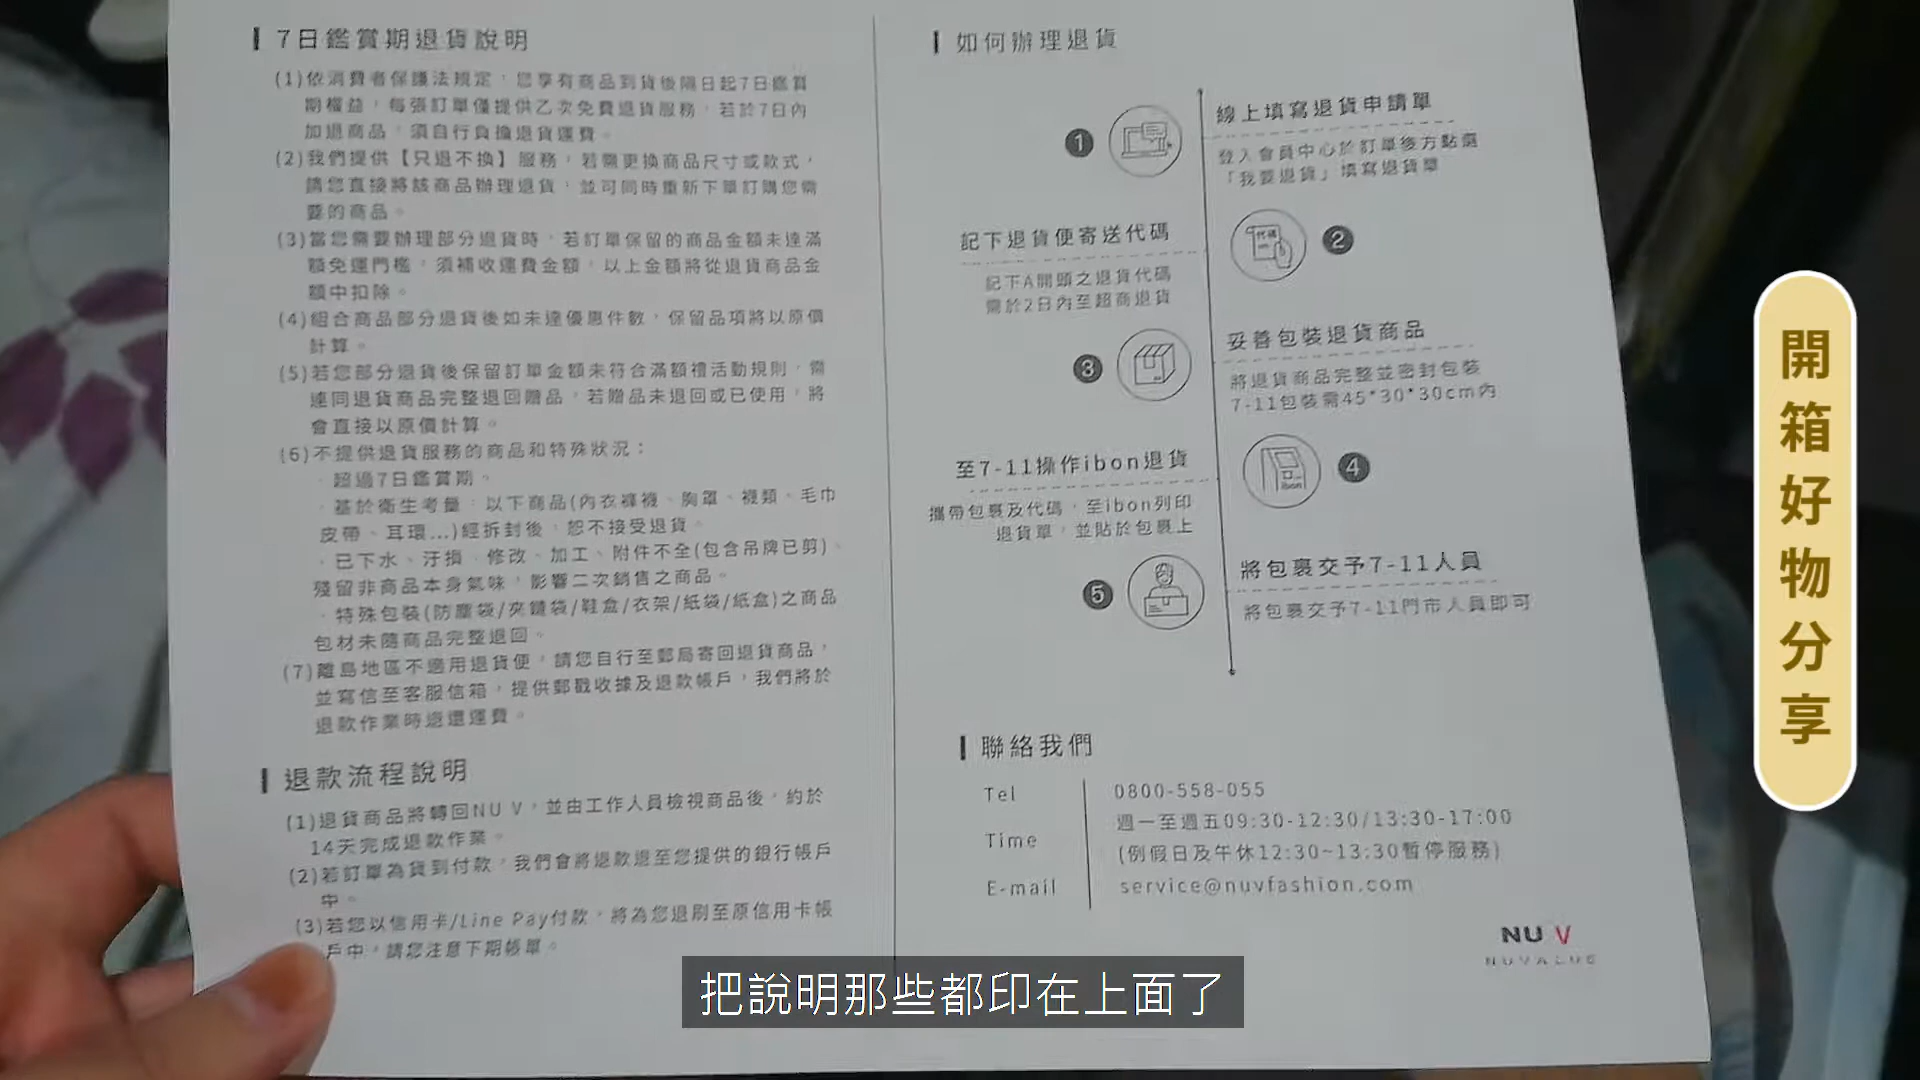 7日鑑賞期退貨說明
(1)依消費者保護法規定，您享有商品到貨後隔日起7日鑑賞
期權益，每張訂單僅提供乙次免費退貨服務，若於7日內
加退商品，須自行負擔退貨運費。
(2)我們提供【只退不換】服務，若需更換商品尺寸或款式，
請您直接將該商品辦理退貨，並可同時重新下單訂購您需
要的商品。
(3)當您需要辦理部分退貨時，若訂單保留的商品金額未達滿
額免運門檻，須補收運費金額，以上金額將從退貨商品金
額中扣除。
(4)組合商品部分退貨後如未達優惠件數，保留品項將以原價
計算。
(5)若您部分退貨後保留訂單金額未符合滿額禮活動規則，需
連同退貨商品完整退回贈品，若贈品未退回或已使用，將
會直接以原價計算。
(6)不提供退貨服務的商品和特殊狀況：
．超過7日鑑賞期。
．基於衛生考量，以下商品(內衣褲襪、胸罩、襪類、毛巾
皮帶、耳環...)經拆封後，恕不接受退貨。
．已下水、汙損、修改、加工、附件不全(包含吊牌已剪)、
殘留非商品本身氣味，影響二次銷售之商品。
．特殊包裝(防塵袋/夾鏈袋/鞋盒/衣架/紙袋/紙盒)之商品
包材未隨商品完整退回。
(7)離島地區不適用退貨便，請您自行至郵局寄回退貨商品，
並寫信至客服信箱，提供郵戳收據及退款帳戶，我們將於
退款作業時退還運費。
退款流程說明
(1)退貨商品將轉回NU V，並由工作人員檢視商品後，約於
14天完成退款作業。
(2)若訂單為貨到付款，我們會將退款退至您提供的銀行帳戶
中。
(3)若您以信用卡/Line Pay付款，將為您退刷至原信用卡帳
戶中，請您注意下期帳單。
如何辦理退貨
1
線上填寫退貨申請單
登入會員中心於訂單後方點選
「我要退貨」填寫退貨單
記下退貨便寄送代碼
記下A開頭之退貨代碼
需於2日內至超商退貨
代碼
2
3
妥善包裝退貨商品
將退貨商品完整並密封包裝
7-11包裝需45*30*30cm內
至7-11操作ibon退貨
攜帶包裹及代碼，至ibon列印
退貨單，並貼於包裹上
ibon
4
5
將包裹交予7-11人員
將包裹交予7-11門市人員即可
聯絡我們
Tel 0800-558-055
Time 週一至週五09:30-12:30/13:30-17:00
(例假日及午休12:30~13:30暫停服務)
E-mail service@nuvfashion.com
NU V
NUVALUE
開箱好物分享
把說明那些都印在上面了